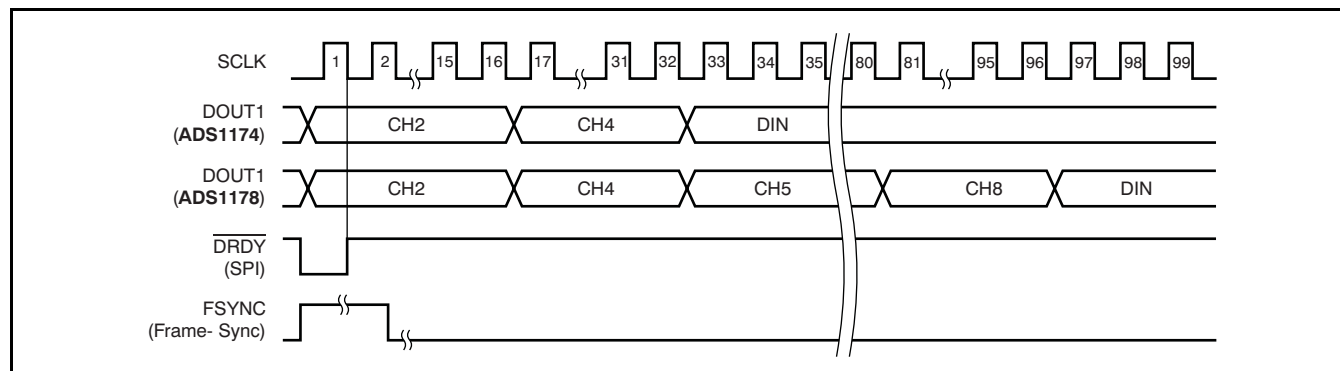 SCLK 1 2 15 16 17 31 32 33 34 35 80 81 95 96 97 98 99
DOUT1
(ADS1174)
CH2 CH4 DIN
DOUT1
(ADS1178)
CH2 CH4 CH5 CH8 DIN
DRDY
(SPI)
FSYNC
(Frame- Sync)